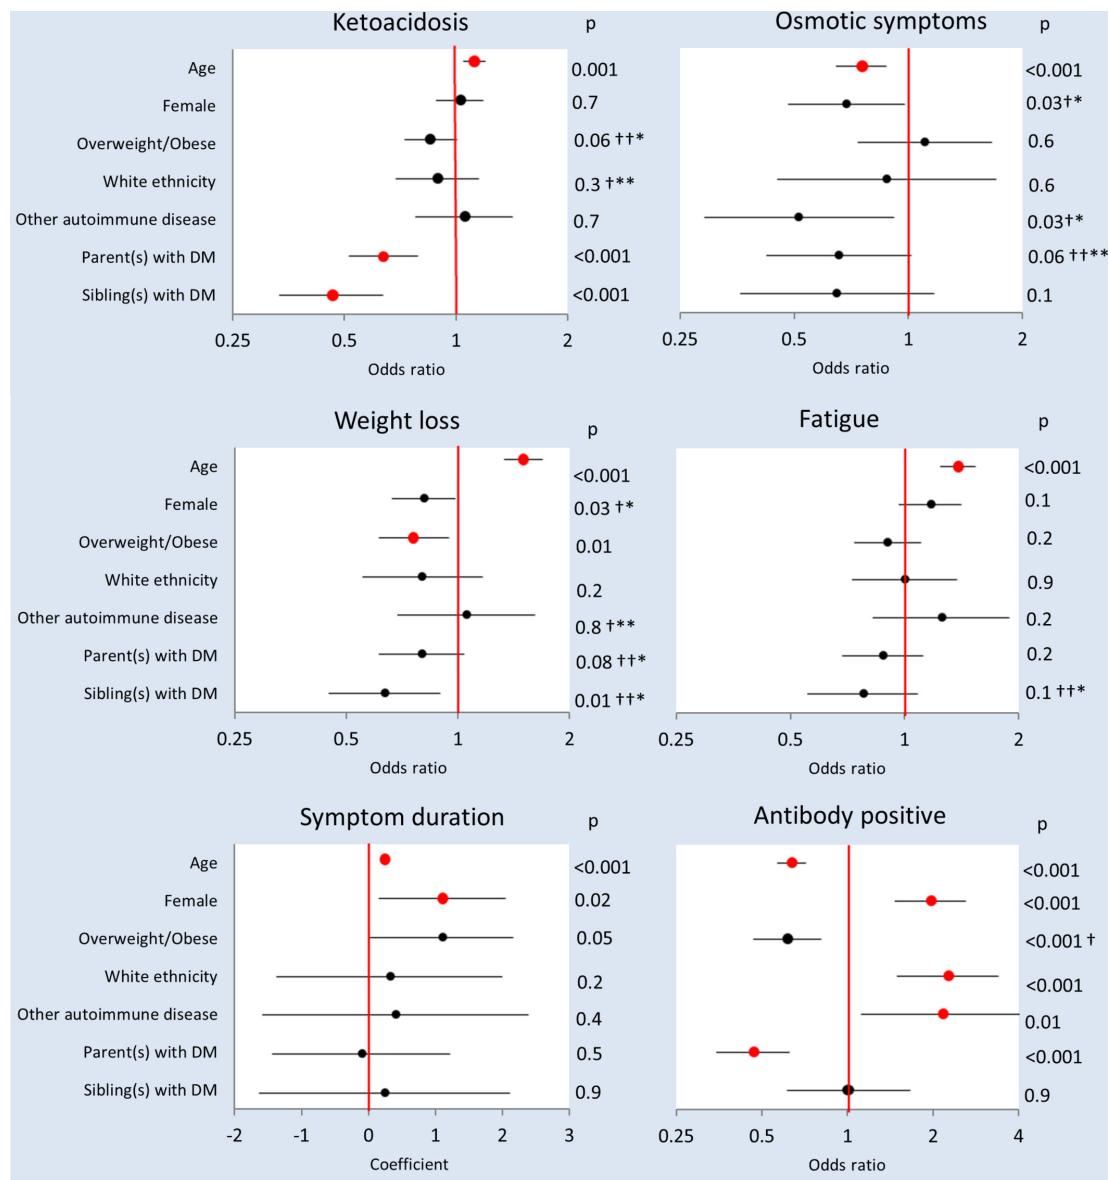 Ketoacidosis p
Age 0.001
Female 0.7
Overweight/Obese 0.06 ††*
White ethnicity 0.3 †**
Other autoimmune disease 0.7
Parent(s) with DM <0.001
Sibling(s) with DM <0.001
0.25 0.5 1 2
Odds ratio
Osmotic symptoms p
<0.001
0.03†*
0.6
0.6
0.03†*
0.06 ††**
0.1
0.25 0.5 1 2
Odds ratio
Weight loss p
Age <0.001
Female 0.03 †*
Overweight/Obese 0.01
White ethnicity 0.2
Other autoimmune disease 0.8 †**
Parent(s) with DM 0.08 ††*
Sibling(s) with DM 0.01 ††*
0.25 0.5 1 2
Odds ratio
Fatigue p
<0.001
0.1
0.2
0.9
0.2
0.2
0.1 ††*
0.25 0.5 1 2
Odds ratio
Symptom duration p
Age <0.001
Female 0.02
Overweight/Obese 0.05
White ethnicity 0.2
Other autoimmune disease 0.4
Parent(s) with DM 0.5
Sibling(s) with DM 0.9
-2 -1 0 1 2 3
Coefficient
Antibody positive p
<0.001
<0.001
<0.001 †
<0.001
0.01
<0.001
0.9
0.25 0.5 1 2 4
Odds ratio